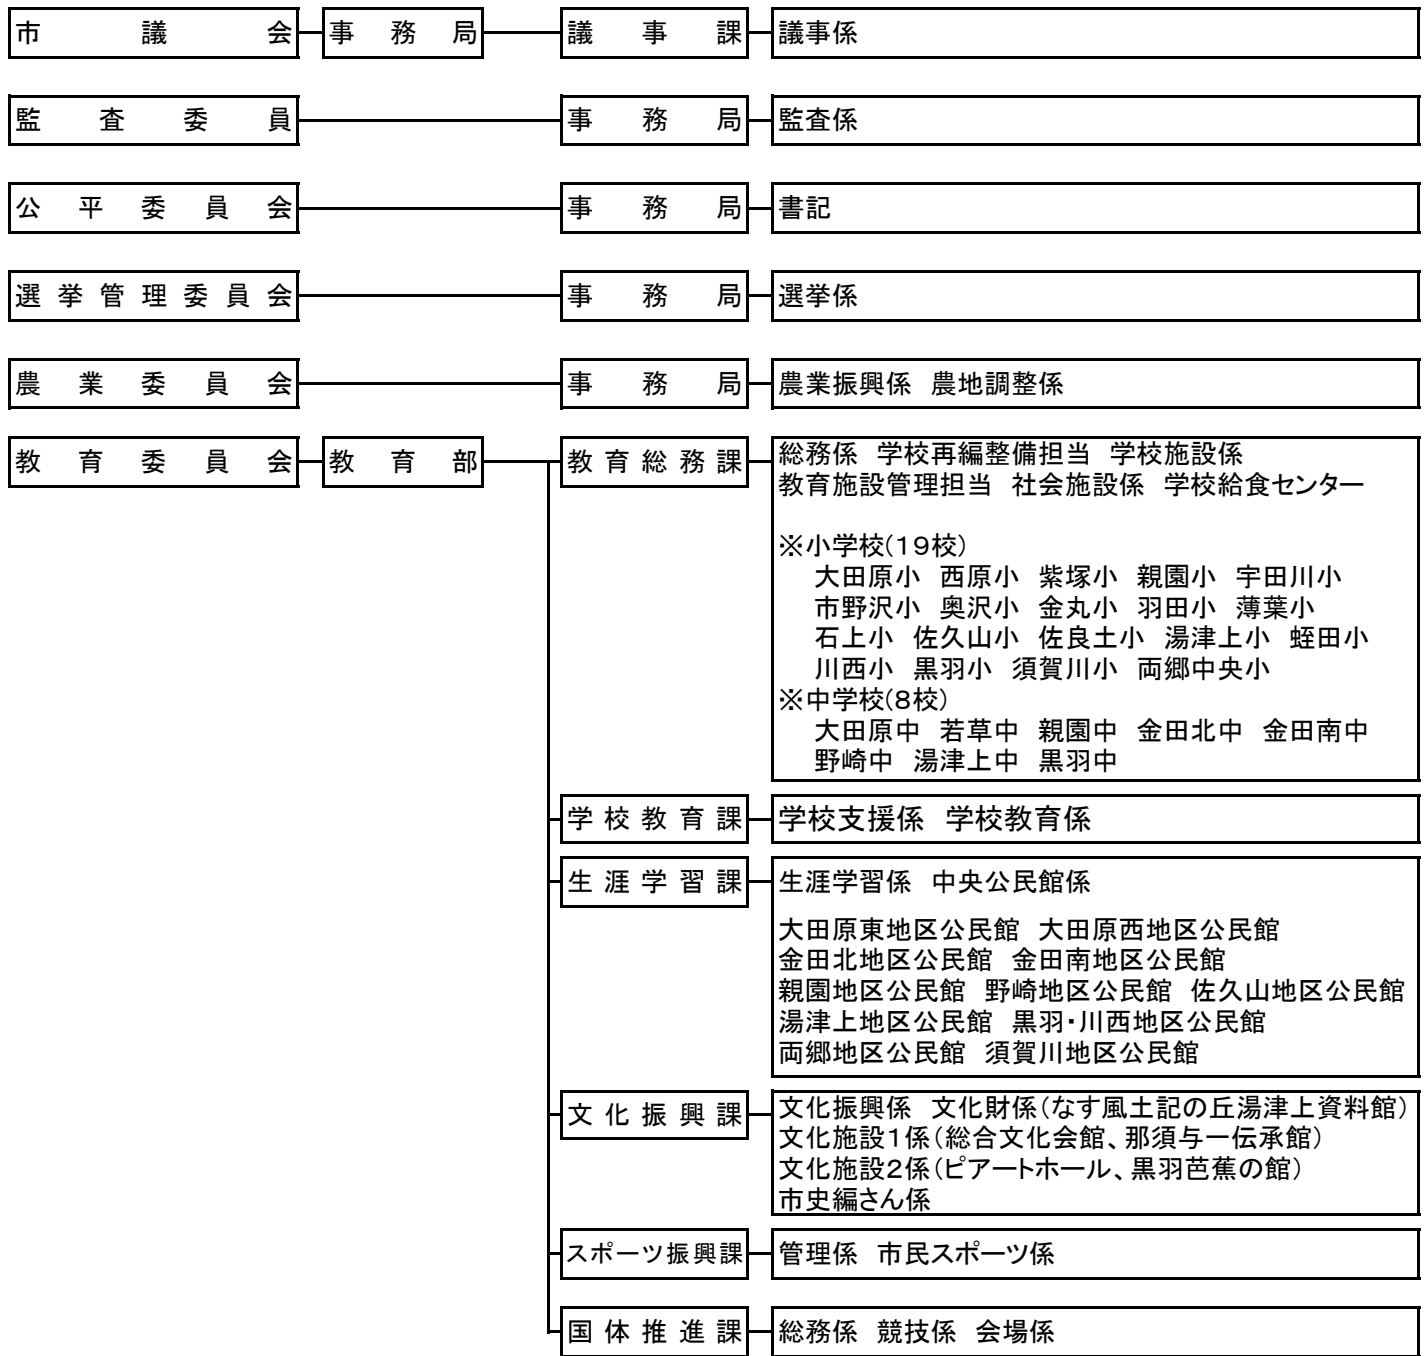 市議会 事務局 議事課 議事係
監査委員 事務局 監査係
公平委員会 事務局 書記
選挙管理委員会 事務局 選挙係
農業委員会 事務局 農業振興係 農地調整係
教育委員会 教育部 教育総務課 総務係 学校再編整備担当 学校施設係
教育施設管理担当 社会施設係 学校給食センター
※小学校(19校)
大田原小 西原小 紫塚小 親園小 宇田川小
市野沢小 奥沢小 金丸小 羽田小 薄葉小
石上小 佐久山小 佐良土小 湯津上小 蛭田小
川西小 黒羽小 須賀川小 両郷中央小
※中学校(8校)
大田原中 若草中 親園中 金田北中 金田南中
野崎中 湯津上中 黒羽中
学校教育課 学校支援係 学校教育係
生涯学習課 生涯学習係 中央公民館係
大田原東地区公民館 大田原西地区公民館
金田北地区公民館 金田南地区公民館
親園地区公民館 野崎地区公民館 佐久山地区公民館
湯津上地区公民館 黒羽・川西地区公民館
両郷地区公民館 須賀川地区公民館
文化振興課 文化振興係 文化財係(なす風土記の丘湯津上資料館)
文化施設1係(総合文化会館、那須与一伝承館)
文化施設2係(ピアートホール、黒羽芭蕉の館)
市史編さん係
スポーツ振興課 管理係 市民スポーツ係
国体推進課 総務係 競技係 会場係